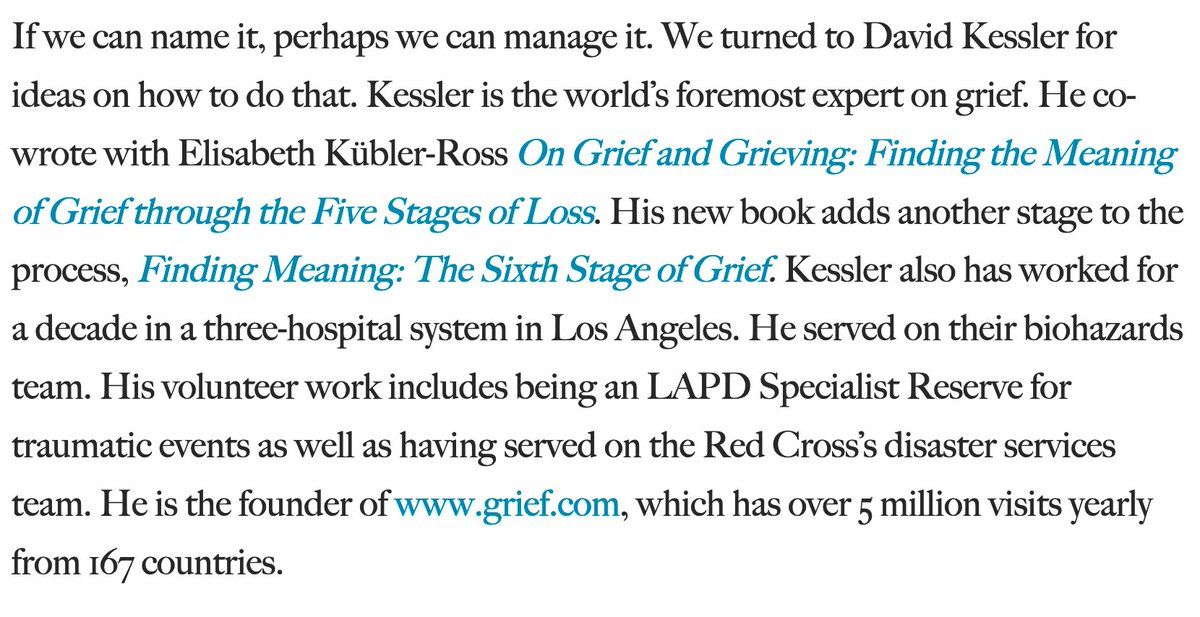 If we can name it, perhaps we can manage it. We turned to David Kessler for
ideas on how to do that. Kessler is the world’s foremost expert on grief. He co-
wrote with Elisabeth Kübler-Ross On Grief and Grieving: Finding the Meaning
of Grief through the Five Stages of Loss. His new book adds another stage to the
process, Finding Meaning: The Sixth Stage of Grief. Kessler also has worked for
a decade in a three-hospital system in Los Angeles. He served on their biohazards
team. His volunteer work includes being an LAPD Specialist Reserve for
traumatic events as well as having served on the Red Cross’s disaster services
team. He is the founder of www.grief.com, which has over 5 million visits yearly
from 167 countries.